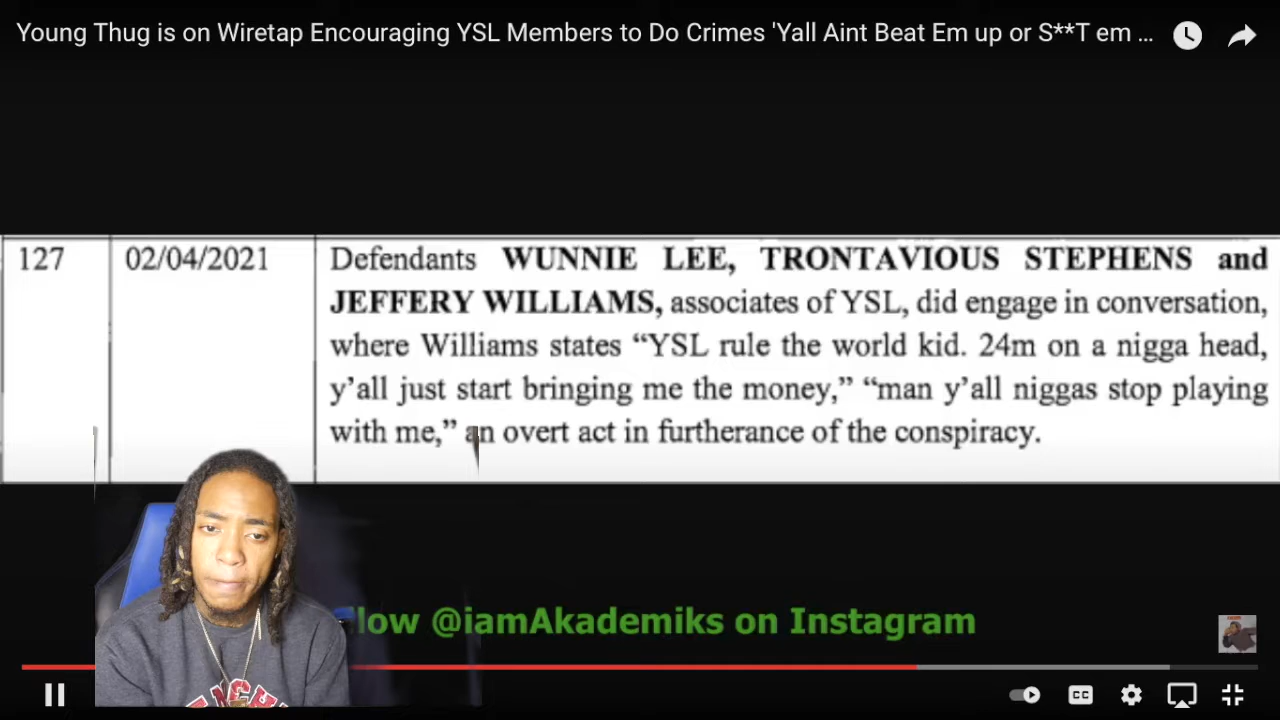 Young Thug is on Wiretap Encouraging YSL Members to Do Crimes 'Yall Aint Beat Em up or S**T em ...
127 02/04/2021 Defendants WUNNIE LEE, TRONTAVIOUS STEPHENS and
JEFFERY WILLIAMS, associates of YSL, did engage in conversation,
where Williams states “YSL rule the world kid. 24m on a nigga head,
y’all just start bringing me the money,” “man y’all niggas stop playing
with me,” an overt act in furtherance of the conspiracy.
llow @iamAkademiks on Instagram
CC